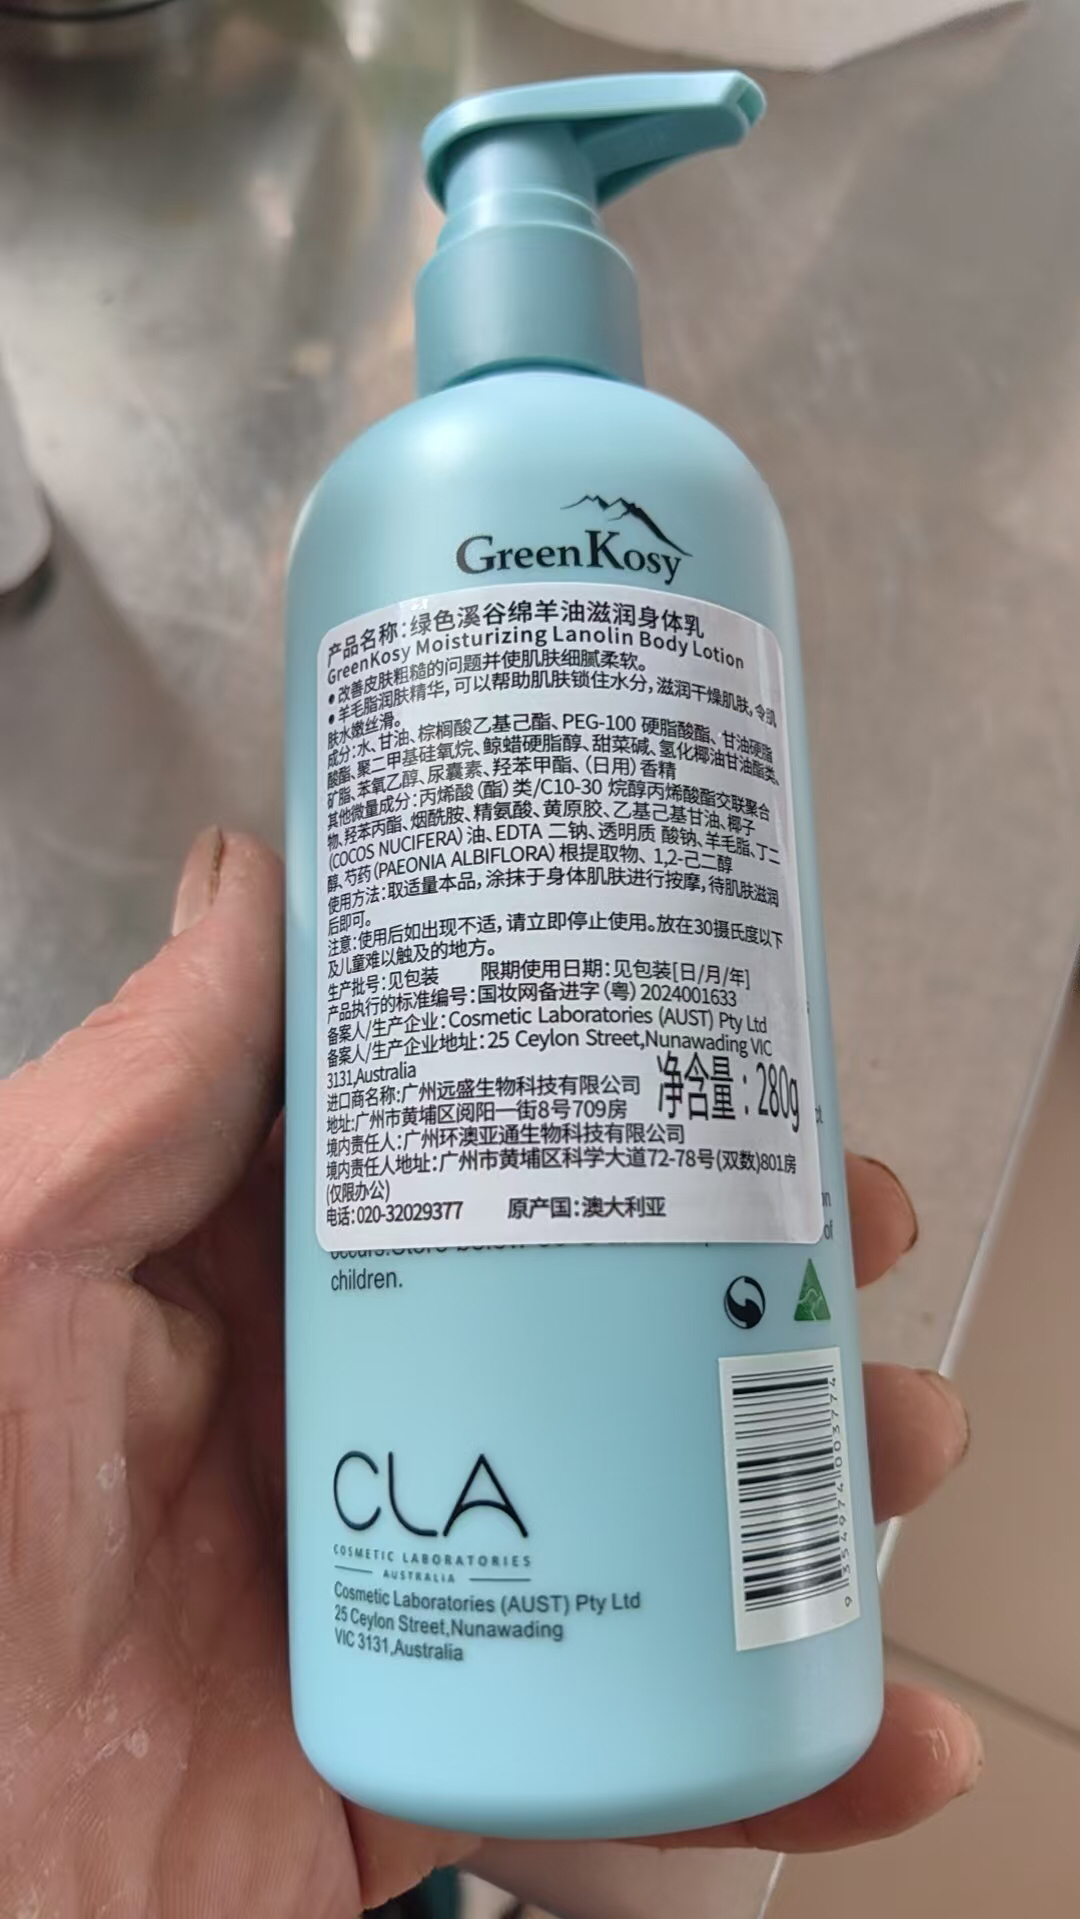 GreenKosy
产品名称：绿色溪谷绵羊油滋润身体乳
GreenKosy Moisturizing Lanolin Body Lotion
• 改善皮肤粗糙的问题并使肌肤细腻柔软。
• 羊毛脂润肤精华，可以帮助肌肤锁住水分，滋润干燥肌肤，令肌
肤水嫩丝滑。
成分：水、甘油、棕榈酸乙基己酯、PEG-100 硬脂酸酯、甘油硬脂
酸酯、聚二甲基硅氧烷、鲸蜡硬脂醇、甜菜碱、氢化椰油甘油酯类、
矿脂、苯氧乙醇、尿囊素、羟苯甲酯、（日用）香精
其他微量成分：丙烯酸（酯）类/C10-30 烷醇丙烯酸酯交联聚合
物、羟苯丙酯、烟酰胺、精氨酸、黄原胶、乙基己基甘油、椰子
（COCOS NUCIFERA）油、EDTA 二钠、透明质 酸钠、羊毛脂、丁二
醇、芍药（PAEONIA ALBIFLORA）根提取物、1,2-己二醇
使用方法：取适量本品，涂抹于身体肌肤进行按摩，待肌肤滋润
后即可。
注意：使用后如出现不适，请立即停止使用。放在30摄氏度以下
及儿童难以触及的地方。
生产批号：见包装 限期使用日期：见包装[日/月/年]
产品执行的标准编号：国妆网备进字（粤）2024001633
备案人/生产企业：Cosmetic Laboratories (AUST) Pty Ltd
备案人/生产企业地址：25 Ceylon Street,Nunawading VIC
3131,Australia
进口商名称：广州远盛生物科技有限公司
净含量：280g
地址：广州市黄埔区阅阳一街8号709房
境内责任人：广州环澳亚通生物科技有限公司
境内责任人地址：广州市黄埔区科学大道72-78号(双数)801房
(仅限办公)
电话：020-32029377 原产国：澳大利亚
of
children.
CLA
COSMETIC LABORATORIES
AUSTRALIA
Cosmetic Laboratories (AUST) Pty Ltd
25 Ceylon Street,Nunawading
VIC 3131,Australia
9 354974 003774